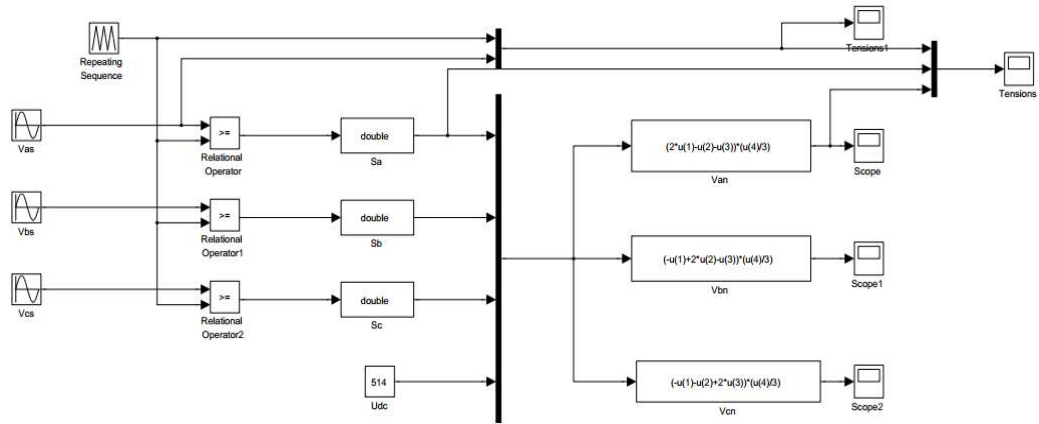 Repeating
Sequence
Tensions1
Tensions
Vas
>=
Relational
Operator
double
Sa
(2*u(1)-u(2)-u(3))*(u(4)/3)
Van
Scope
Vbs
>=
Relational
Operator1
double
Sb
(-u(1)+2*u(2)-u(3))*(u(4)/3)
Vbn
Scope1
Vcs
>=
Relational
Operator2
double
Sc
514
Udc
(-u(1)-u(2)+2*u(3))*(u(4)/3)
Vcn
Scope2